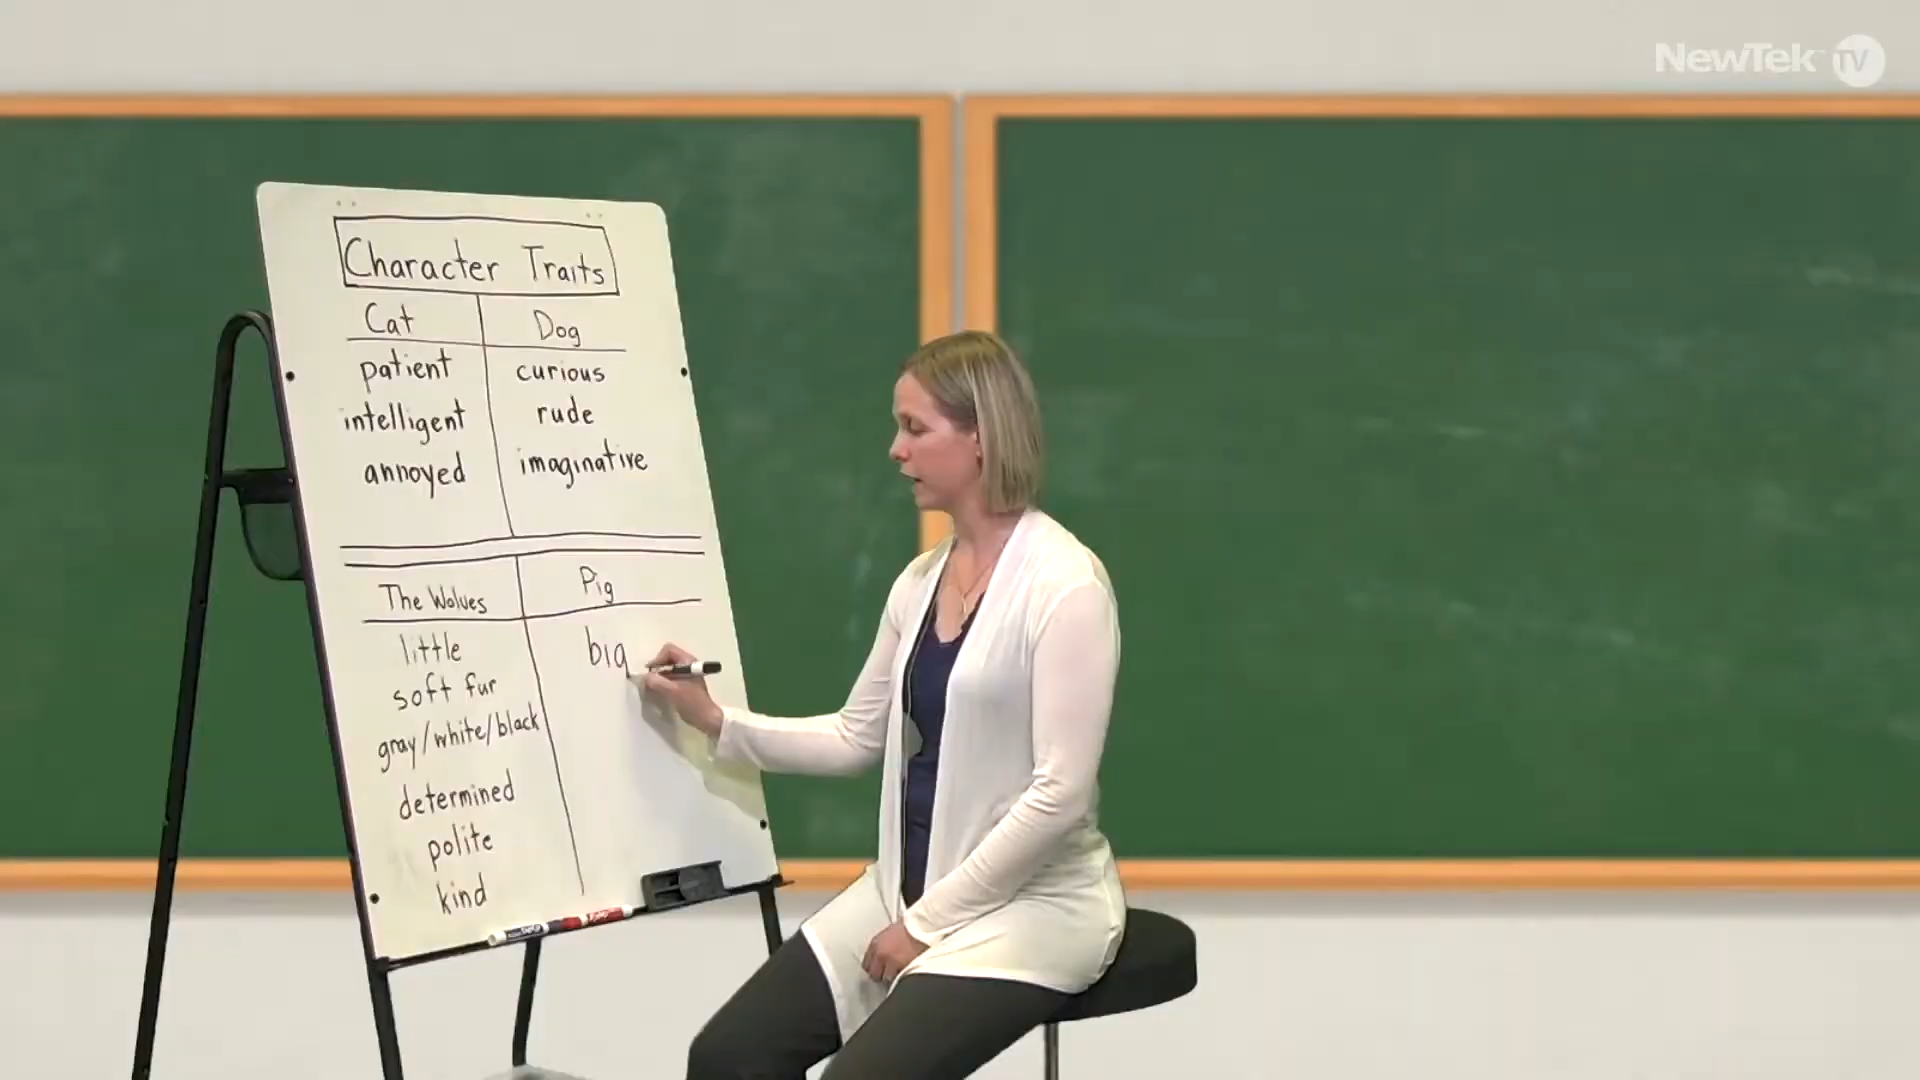 NewTek TV
Character Traits
Cat Dog
patient curious
intelligent rude
annoyed imaginative
The Wolves Pig
little big
soft fur
gray/white/black
determined
polite
kind